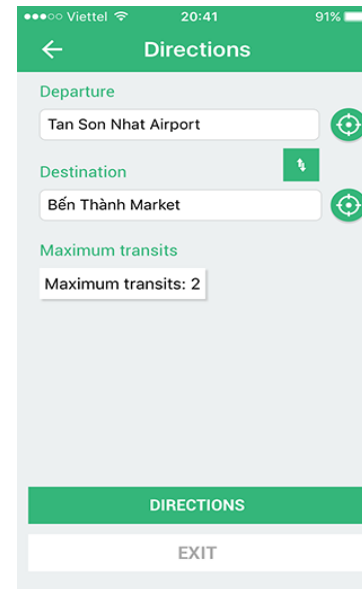 Viettel 20:41 91%
Directions
Departure
Tan Son Nhat Airport
Destination
Bến Thành Market
Maximum transits
Maximum transits: 2
DIRECTIONS
EXIT